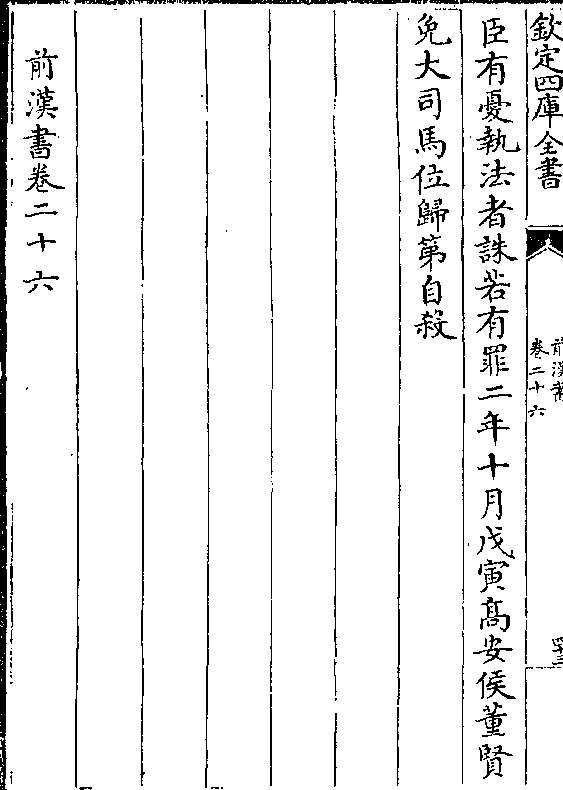 欽定四庫全書
前漢書
卷二十六
臣有憂執法者誅若有罪二年十月戊寅髙安侯董賢
免大司馬位歸第自殺
前漢書卷二十六